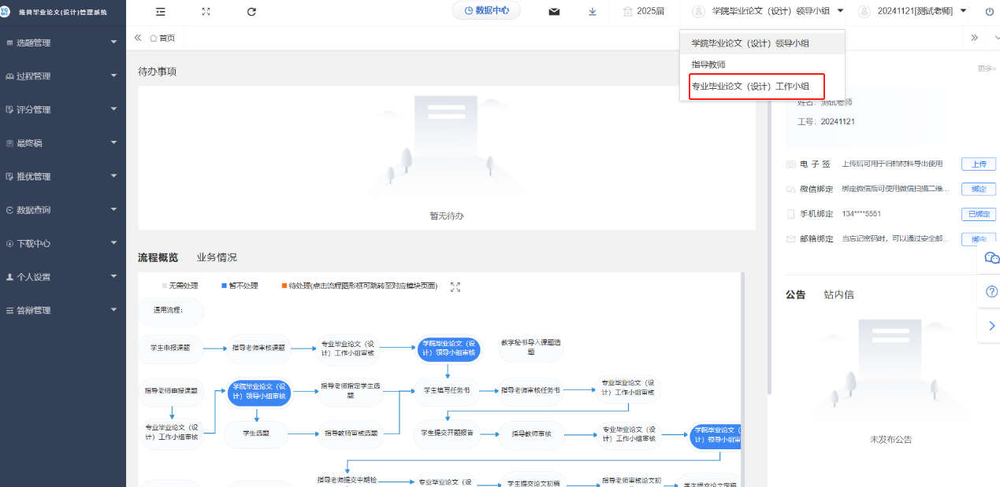 维普毕业论文(设计)管理系统
数据中心
2025届
学院毕业论文（设计）领导小组
20241121[测试老师]
选题管理
过程管理
评分管理
最终稿
推优管理
数据查询
下载中心
个人设置
答辩管理
首页
学院毕业论文（设计）领导小组
指导教师
专业毕业论文（设计）工作小组
待办事项
暂无待办
更多>
姓名：测试老师
工号：20241121
电 子 签 上传后可用于归档材料导出使用 上传
微信绑定 绑定微信后可使用微信扫描二维... 绑定
手机绑定 134****5551 已绑定
邮箱绑定 当忘记密码时，可以通过安全邮... 绑定
公告 站内信
未发布公告
流程概览 业务情况
无需处理 暂不处理 待处理(点击流程图形框可跳转至对应模块页面)
通用流程：
学生申报课题
指导老师审核课题
专业毕业论文（设
计）工作小组审核
学院毕业论文（设
计）领导小组审核
教学秘书导入课题选
题
指导老师申报课题
学院毕业论文（设
计）领导小组审核
指导老师指定学生选
题
学生填写任务书
指导老师审核任务书
专业毕业论文（设
计）工作小组审核
专业毕业论文（设
计）工作小组审核
学生选题
指导教师审核选题
学生提交开题报告
指导教师审核
专业毕业论文（设
计）工作小组审核
学院毕业论文（
计）领导小组审
指导老师提交中期检
专业毕业论文（设
学生提交论文初稿
指导老师审核论文初
学生提交论文定稿